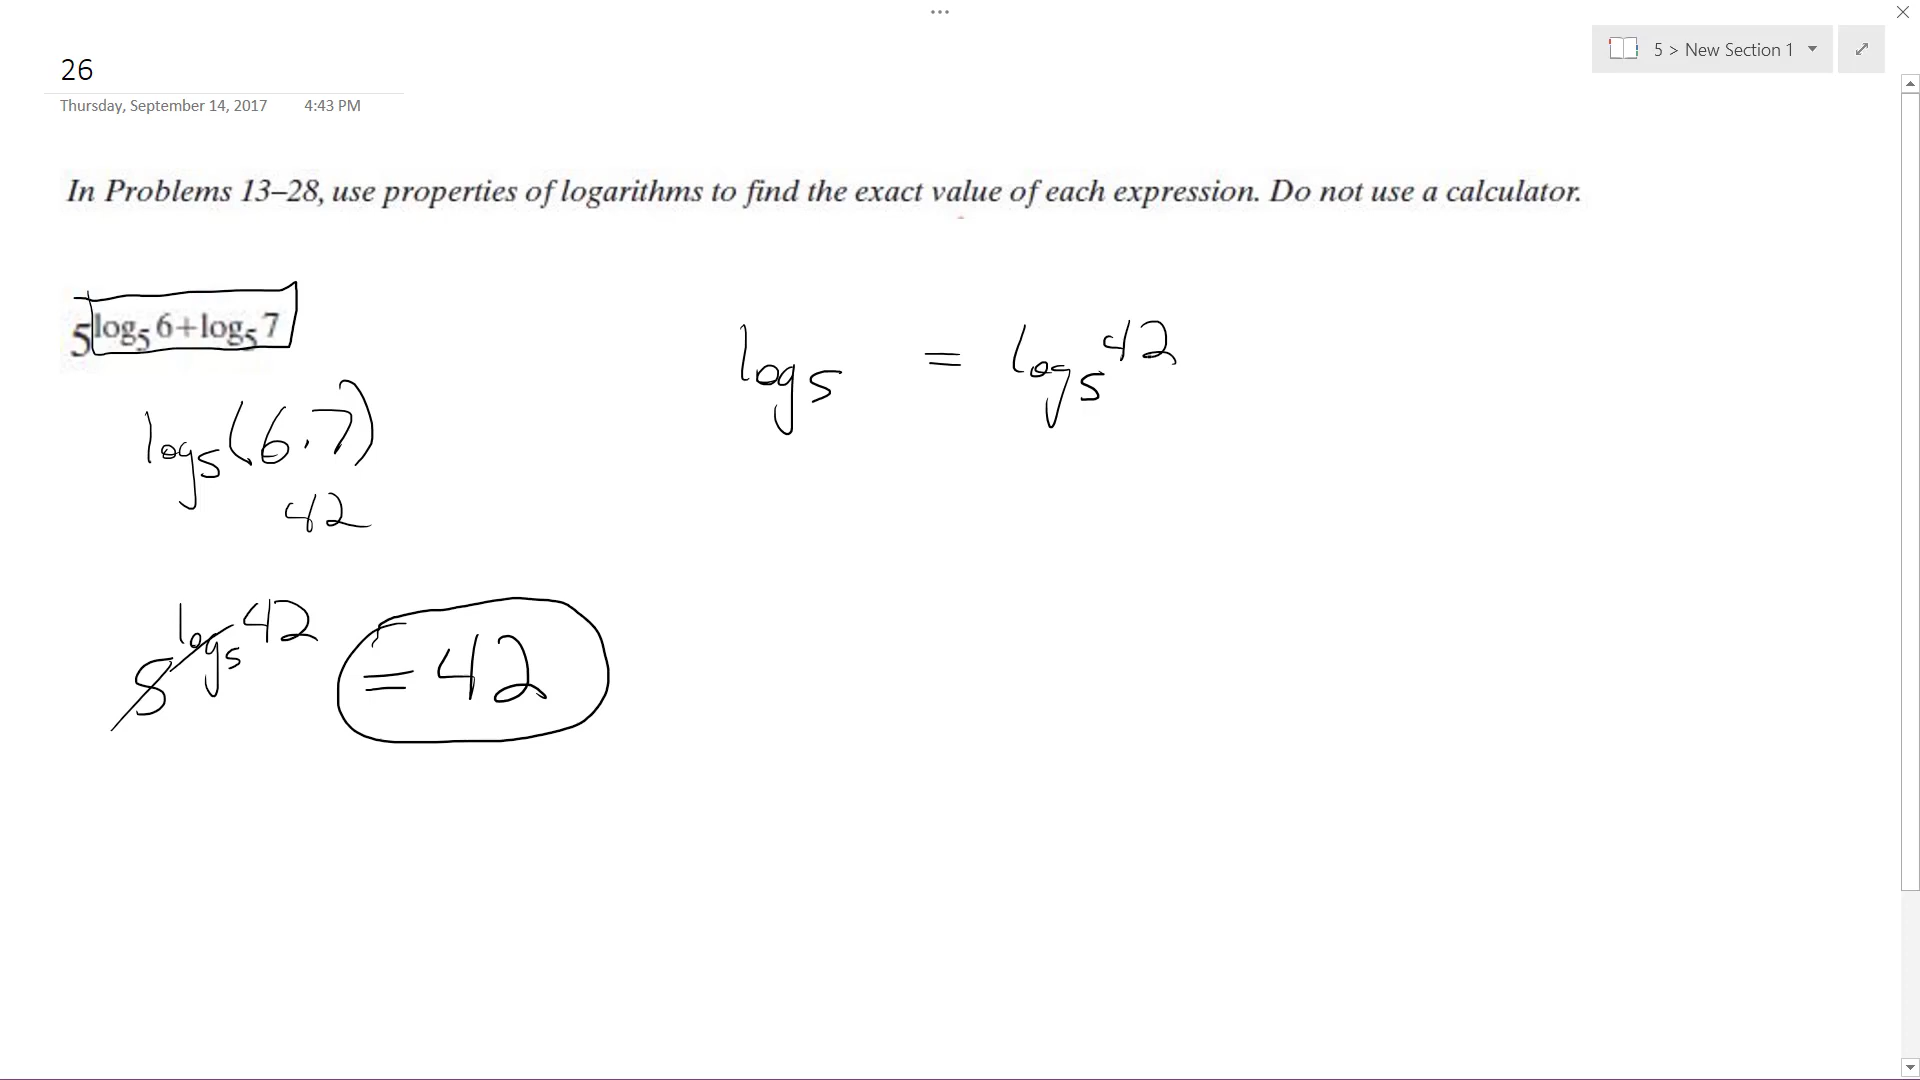 ...
5 > New Section 1
26
Thursday, September 14, 2017 4:43 PM
In Problems 13–28, use properties of logarithms to find the exact value of each expression. Do not use a calculator.
5^{log₅ 6+log₅ 7}
log₅ = log₅ 42
log₅(6·7)
42
5^{log₅ 42} = 42